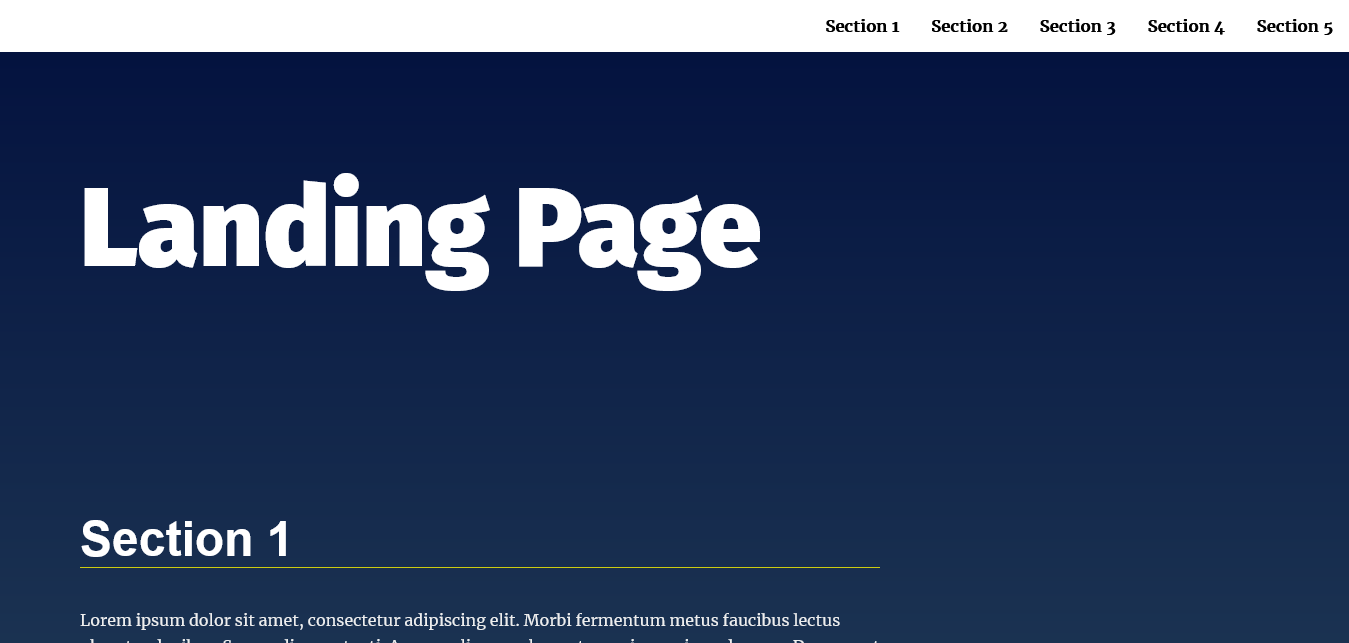 Section 1 Section 2 Section 3 Section 4 Section 5
Landing Page
Section 1
Lorem ipsum dolor sit amet, consectetur adipiscing elit. Morbi fermentum metus faucibus lectus